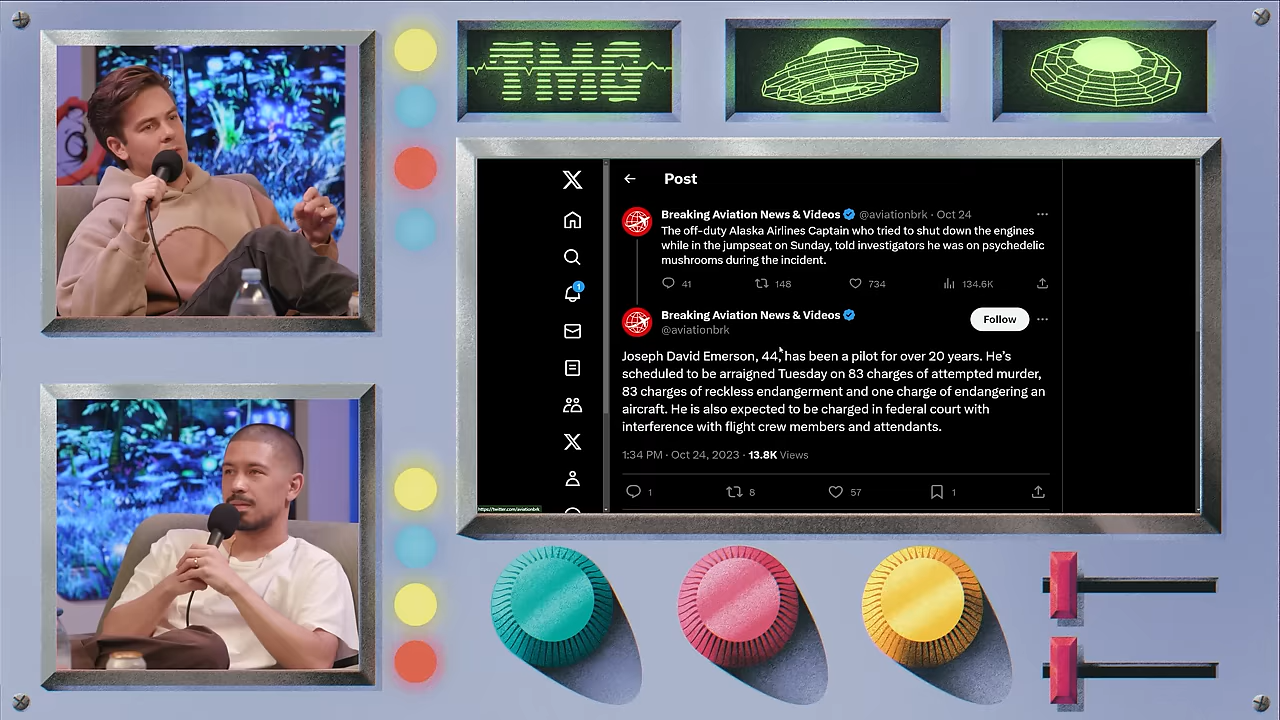 TMG
Post
Breaking Aviation News & Videos @aviationbrk · Oct 24
The off-duty Alaska Airlines Captain who tried to shut down the engines
while in the jumpseat on Sunday, told investigators he was on psychedelic
mushrooms during the incident.
41 148 734 134.6K
Breaking Aviation News & Videos
@aviationbrk
Follow
1
Joseph David Emerson, 44, has been a pilot for over 20 years. He's
scheduled to be arraigned Tuesday on 83 charges of attempted murder,
83 charges of reckless endangerment and one charge of endangering an
aircraft. He is also expected to be charged in federal court with
interference with flight crew members and attendants.
1:34 PM · Oct 24, 2023 · 13.8K Views
1 8 57 1
https://twitter.com/aviationbrk